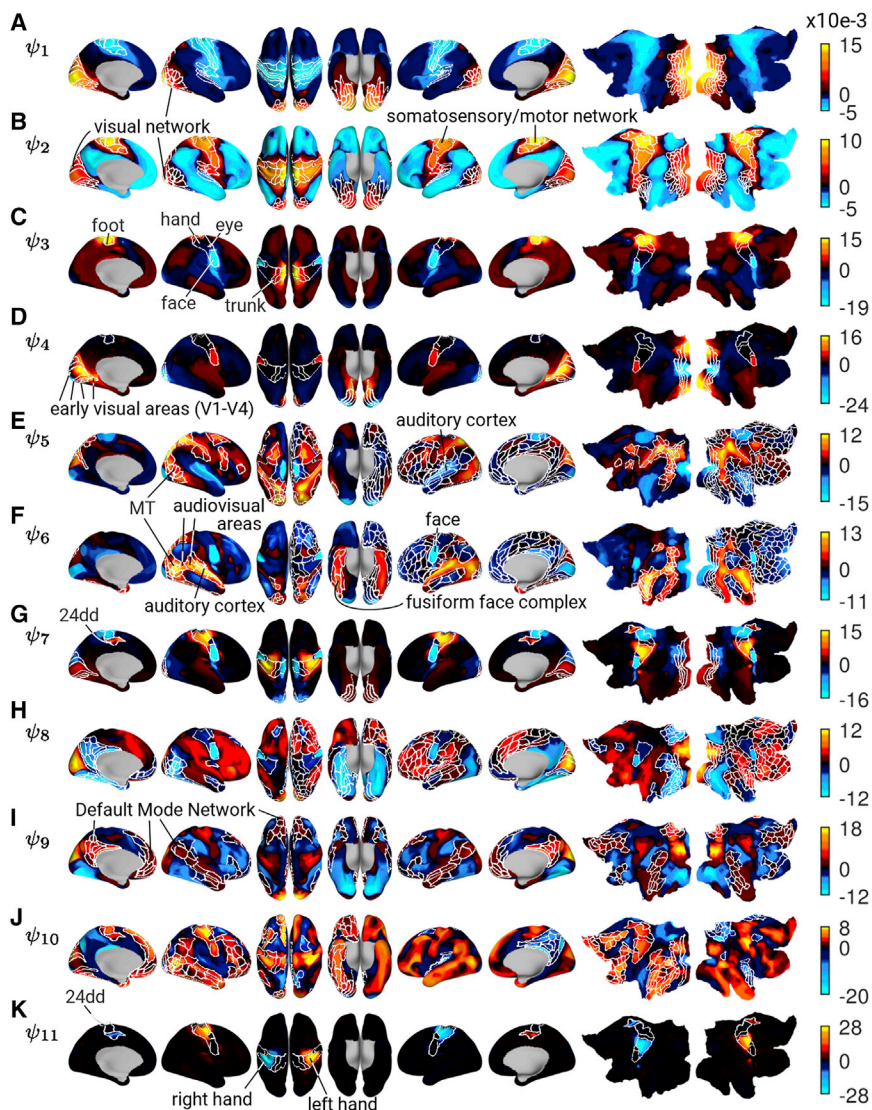 A
ψ1
x10e-3
15
0
-5
B
ψ2
visual network
somatosensory/motor network
10
0
-5
C
ψ3
foot
hand
eye
face
trunk
15
0
-19
D
ψ4
early visual areas (V1-V4)
16
0
-24
E
ψ5
auditory cortex
12
0
-15
MT
audiovisual
areas
F
ψ6
face
auditory cortex
fusiform face complex
13
0
-11
G
ψ7
24dd
15
0
-16
H
ψ8
12
0
-12
I
ψ9
Default Mode Network
18
0
-12
J
ψ10
8
0
-20
K
ψ11
24dd
right hand
left hand
28
0
-28